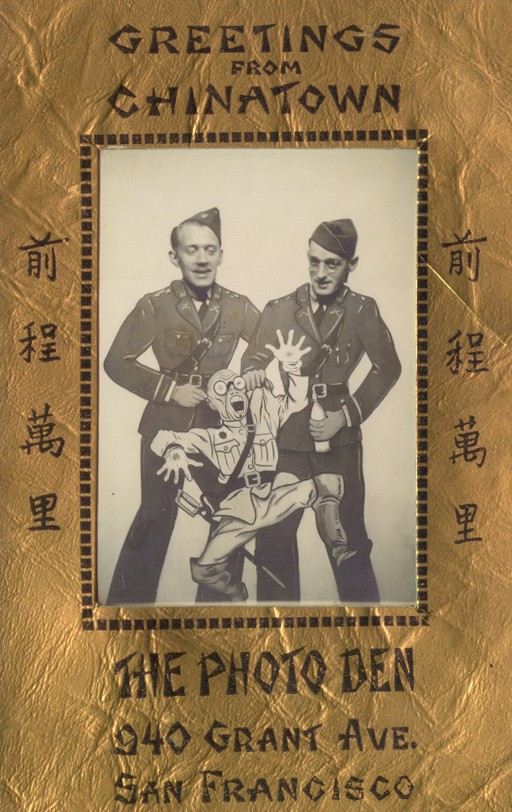 GREETINGS
FROM
CHINATOWN
前程萬里
前程萬里
THE PHOTO DEN
940 GRANT AVE.
SAN FRANCISCO